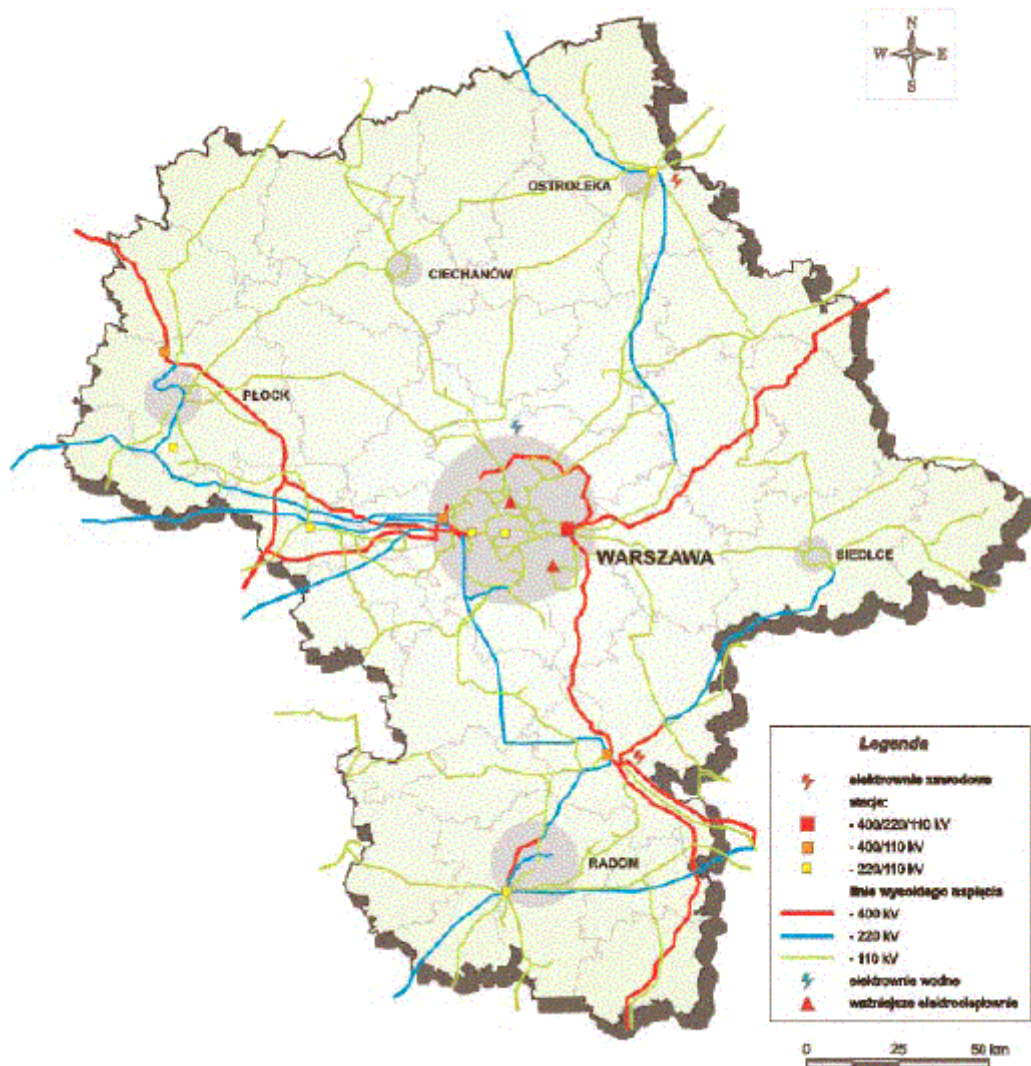 N
W E
S
OSTROŁĘKA
CIECHANÓW
PŁOCK
WARSZAWA
SIEDLCE
RADOM
Legenda
elektrownie zawodowe
stacje:
- 400/220/110 kV
- 400/110 kV
- 220/110 kV
linie wysokiego napięcia
- 400 kV
- 220 kV
- 110 kV
elektrownie wodne
ważniejsze elektrociepłownie
0 25 50 km